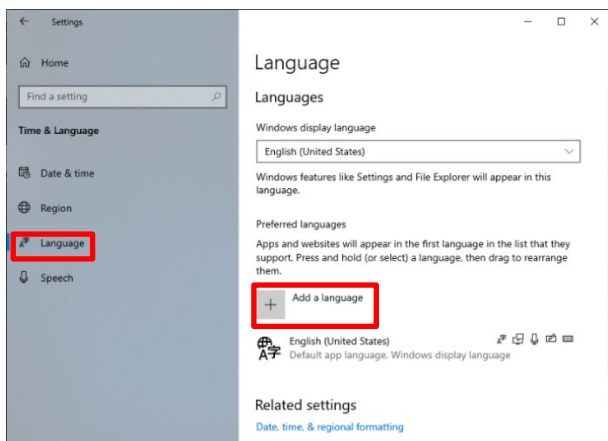 Settings
Home
Find a setting
Time & Language
Date & time
Region
Language
Speech
Language
Languages
Windows display language
English (United States)
Windows features like Settings and File Explorer will appear in this
language.
Preferred languages
Apps and websites will appear in the first language in the list that they
support. Press and hold (or select) a language, then drag to rearrange
them.
Add a language
English (United States)
Default app language, Windows display language
Related settings
Date, time, & regional formatting